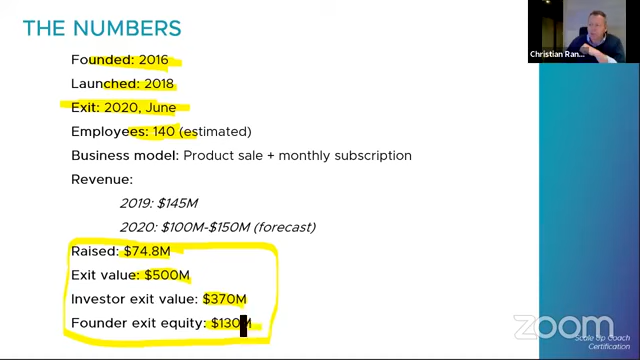 THE NUMBERS
Christian Ran...
Founded: 2016
Launched: 2018
Exit: 2020, June
Employees: 140 (estimated)
Business model: Product sale + monthly subscription
Revenue:
2019: $145M
2020: $100M-$150M (forecast)
Raised: $74.8M
Exit value: $500M
Investor exit value: $370M
Founder exit equity: $130M
zoom
Scale Up Coach
Certification